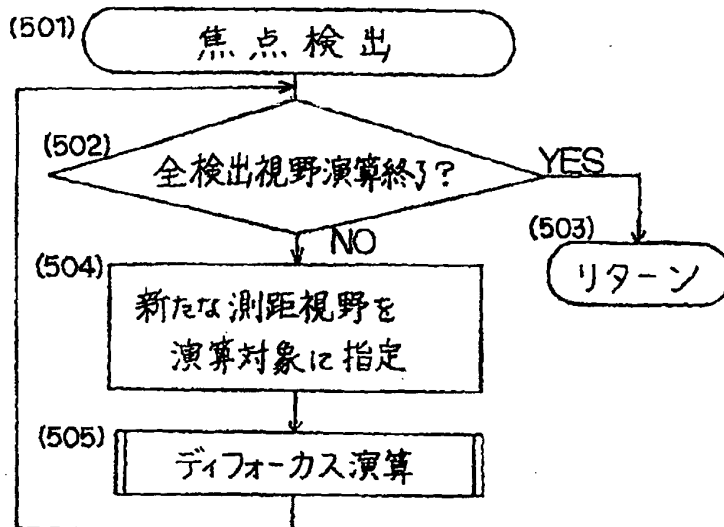 (501)
焦点検出
(502)
全検出視野演算終了?
YES
(503)
リターン
NO
(504)
新たな測距視野を
演算対象に指定
(505)
ディフォーカス演算